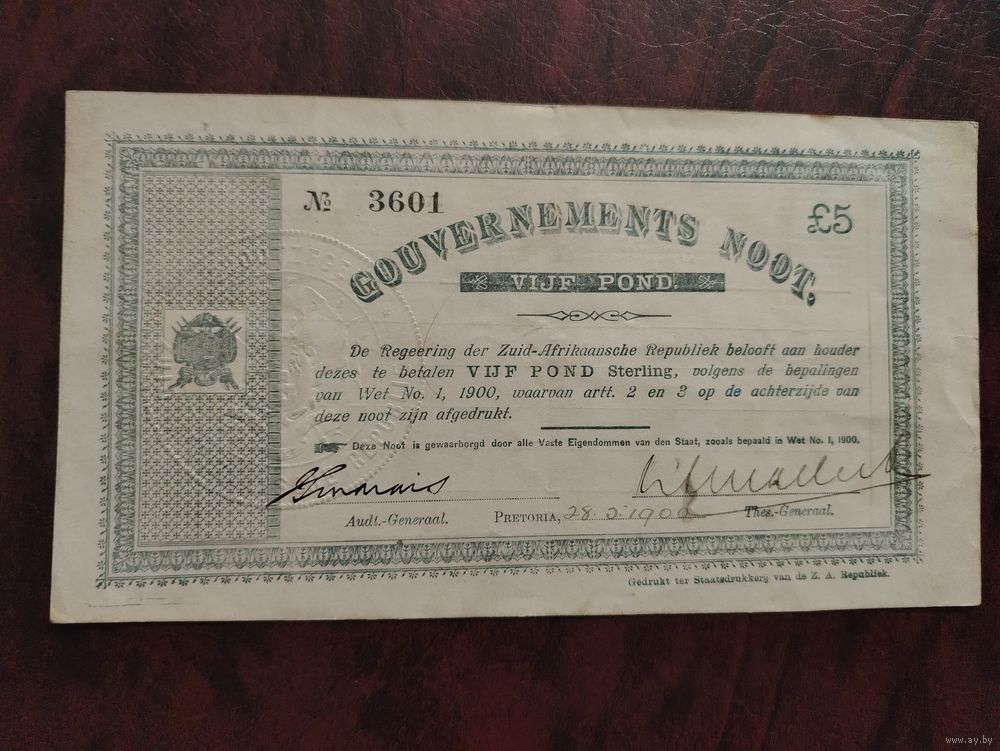 № 3601
£5
GOUVERNEMENTS NOOT.
VIJF POND.
De Regeering der Zuid-Afrikaansche Republiek belooft aan houder
dezes te betalen VIJF POND Sterling, volgens de bepalingen
van Wet No. 1, 1900, waarvan artt. 2 en 3 op de achterzijde van
deze noot zijn afgedrukt.
Deze Noot is gewaarborgd door alle Vaste Eigendommen van den Staat, zooals bepaald in Wet No. 1, 1900.
Audt.-Generaal. PRETORIA, 28.5.1900 Thes.-Generaal.
Gedrukt ter Staatsdrukkerij van de Z. A. Republiek.
www.ay.by